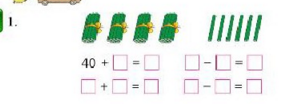 1.
40 + □ = □ □ - □ = □
□ + □ = □ □ - □ = □